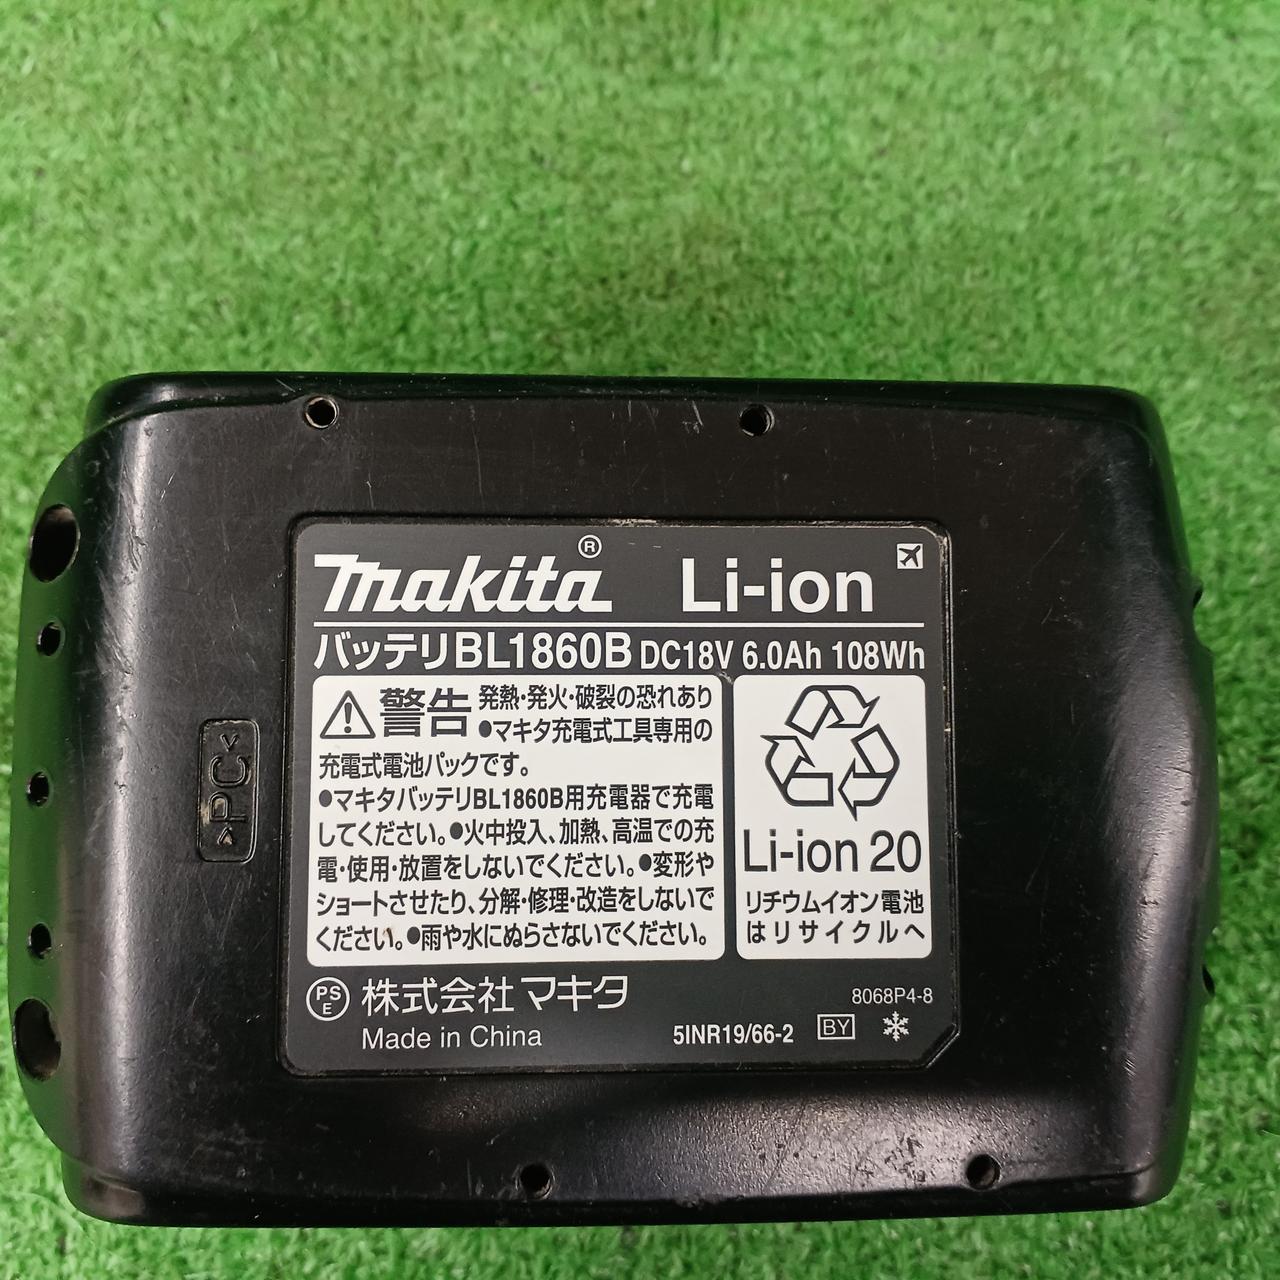 makita® Li-ion
バッテリBL1860B DC18V 6.0Ah 108Wh
警告 発熱・発火・破裂の恐れあり
●マキタ充電式工具専用の
充電式電池パックです。
●マキタバッテリBL1860B用充電器で充電
してください。●火中投入、加熱、高温での充
電・使用・放置をしないでください。●変形や
ショートさせたり、分解・修理・改造をしないで
ください。●雨や水にぬらさないでください。
Li-ion 20
リチウムイオン電池
はリサイクルへ
PSE 株式会社マキタ
Made in China
8068P4-8
5INR19/66-2 BY
>PC<